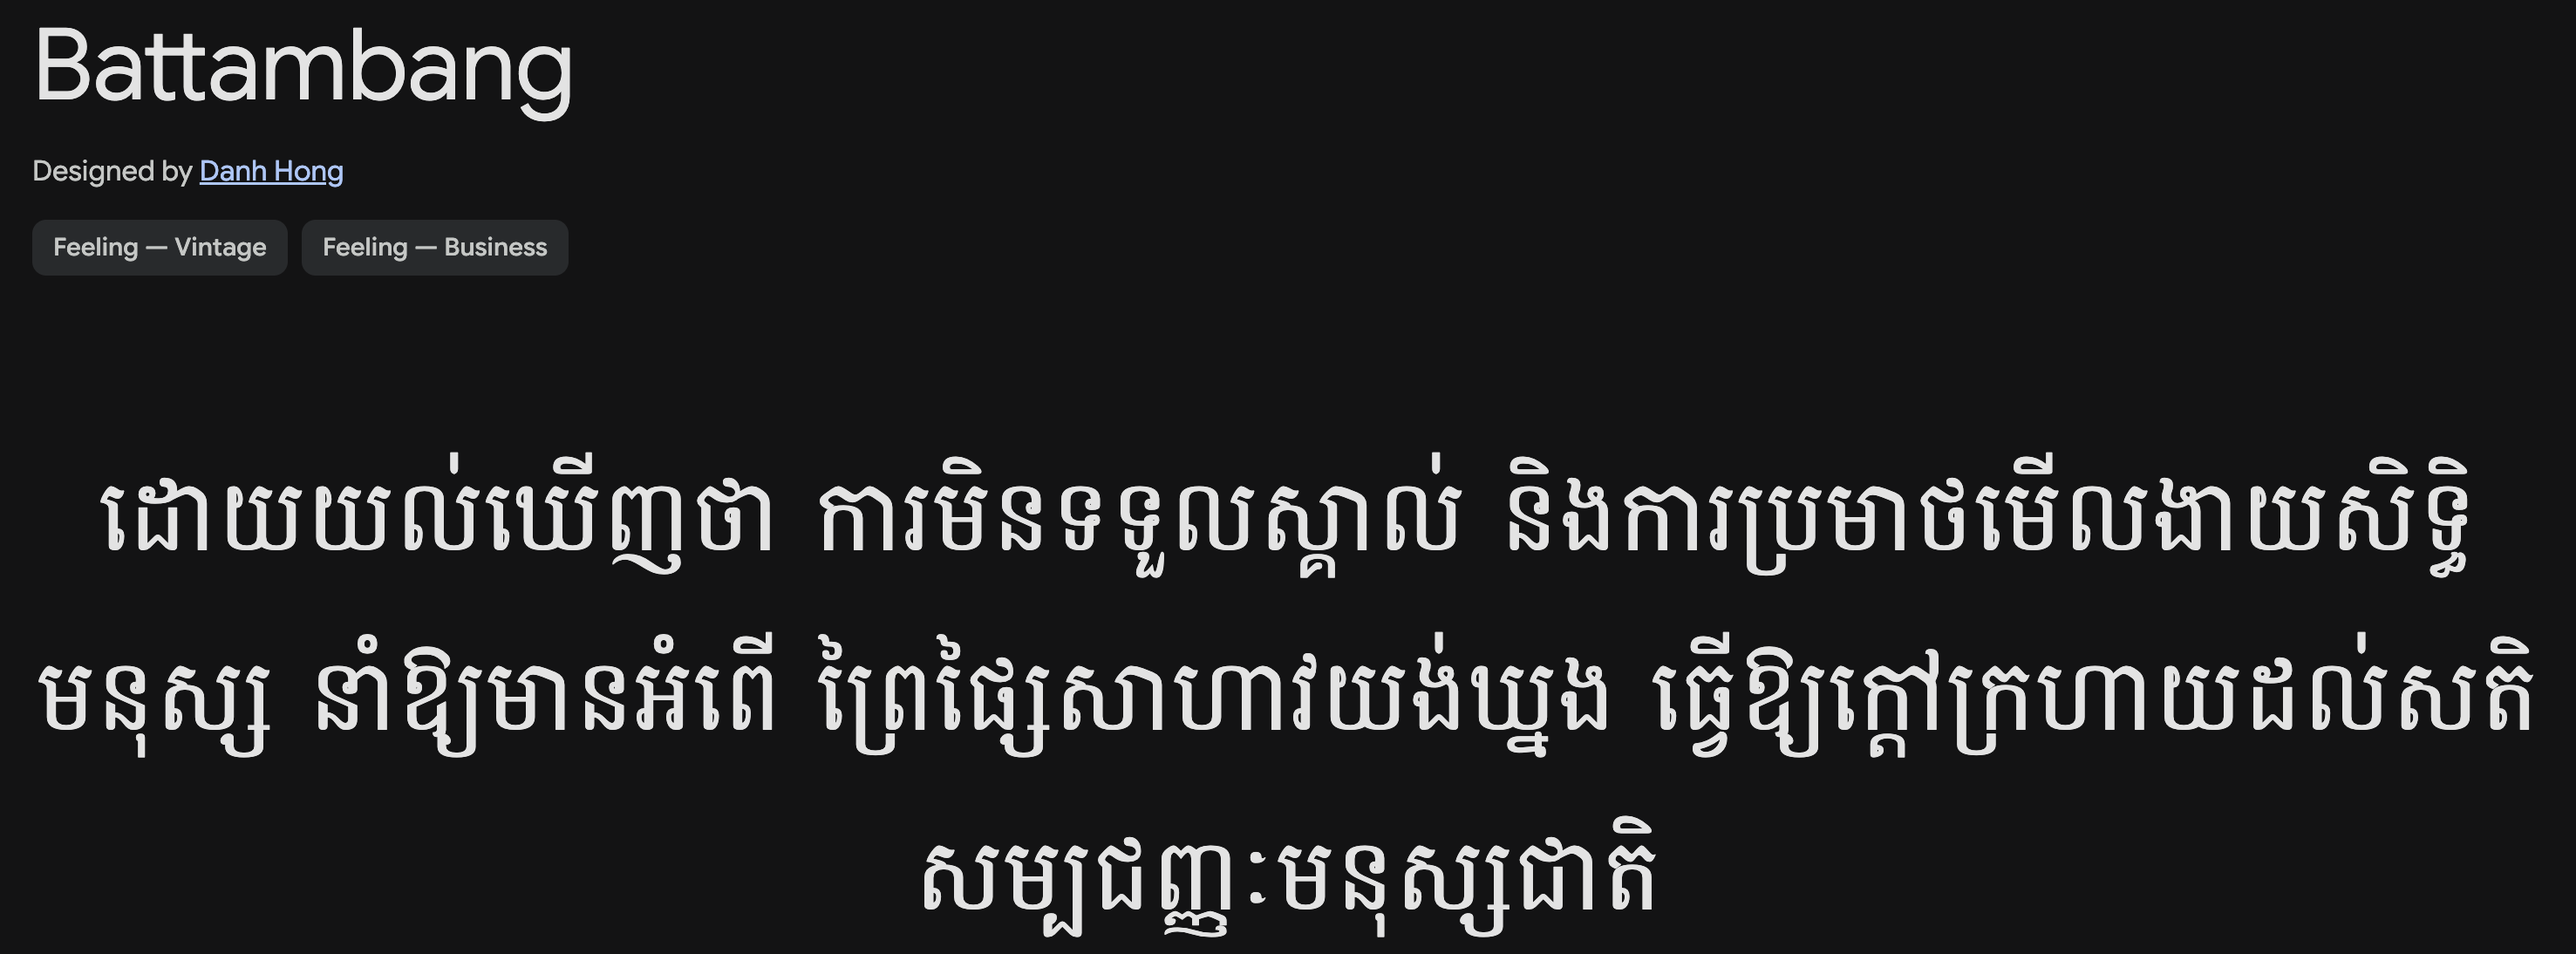 Battambang
Designed by Danh Hong
Feeling — Vintage Feeling — Business
ដោយយល់ឃើញថា ការមិនទទួលស្គាល់ និងការប្រមាថមើលងាយសិទ្ធិ
មនុស្ស នាំឱ្យមានអំពើ ព្រៃផ្សៃសាហាវយង់ឃ្នង ធ្វើឱ្យក្ដៅក្រហាយដល់សតិ
សម្បជញ្ញៈមនុស្សជាតិ